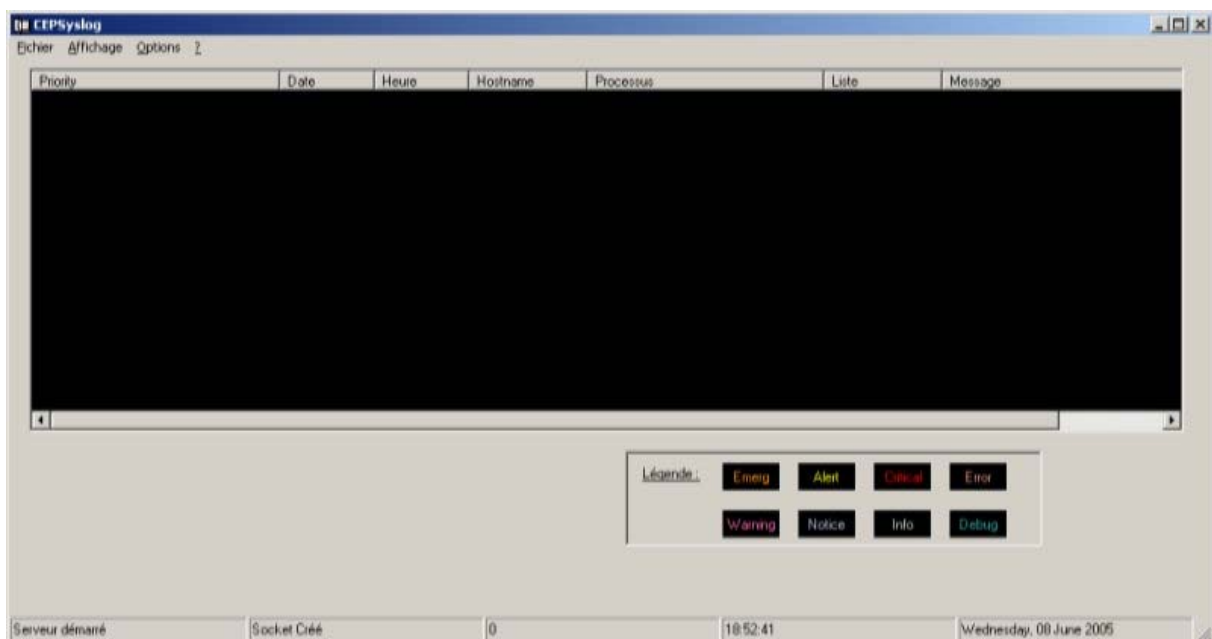 CEPSyslog
Fichier Affichage Options ?
Priority Date Heure Hostname Processus Liste Message
Légende : Emerg Alert Critical Error
Warning Notice Info Debug
Serveur démarré Socket Créé 0 18:52:41 Wednesday, 08 June 2005